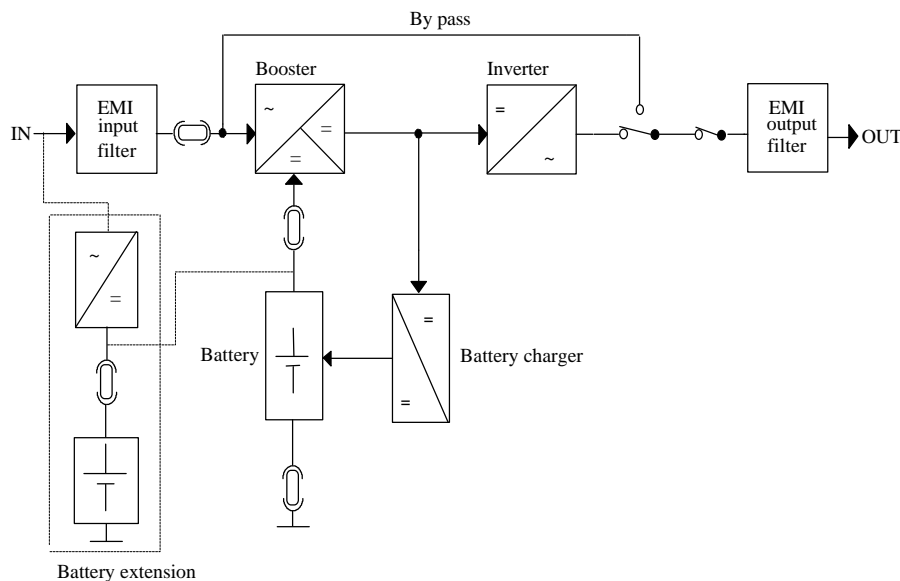 By pass
Booster
Inverter
IN
EMI
input
filter
~
=
=
=
~
EMI
output
filter
OUT
~
=
Battery
=
=
Battery charger
Battery extension